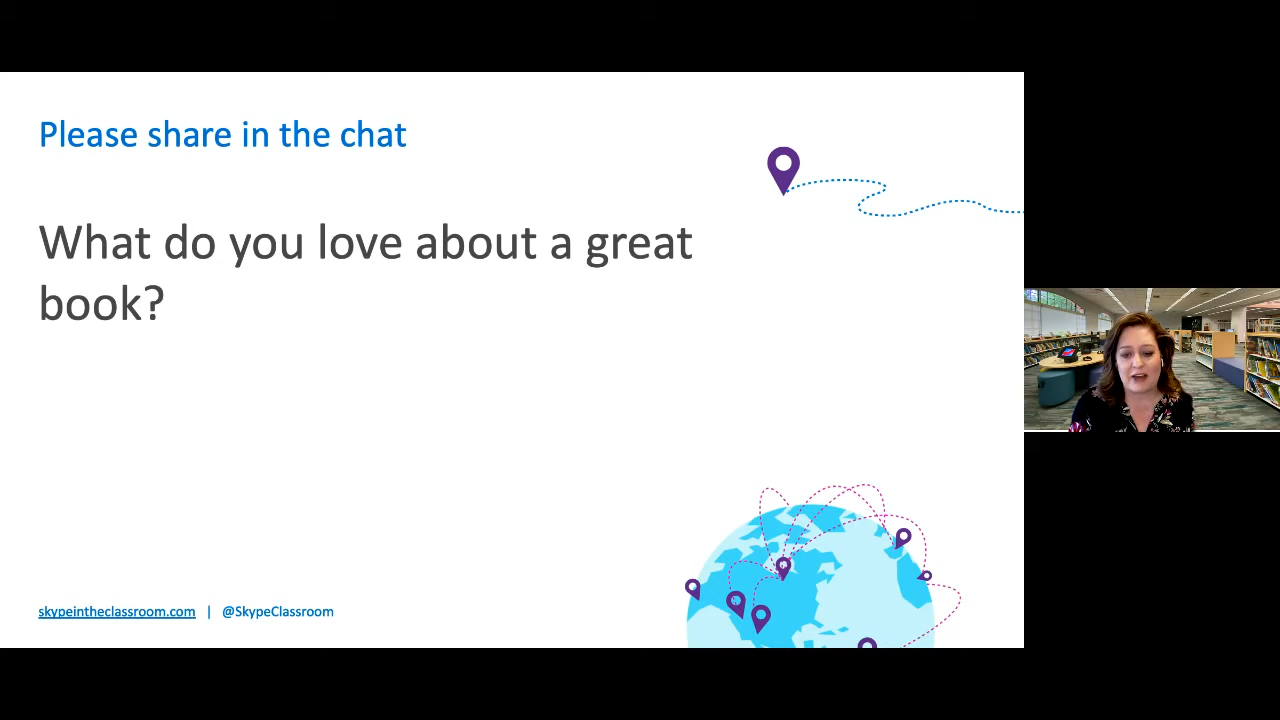 Please share in the chat
What do you love about a great
book?
skypeintheclassroom.com | @SkypeClassroom